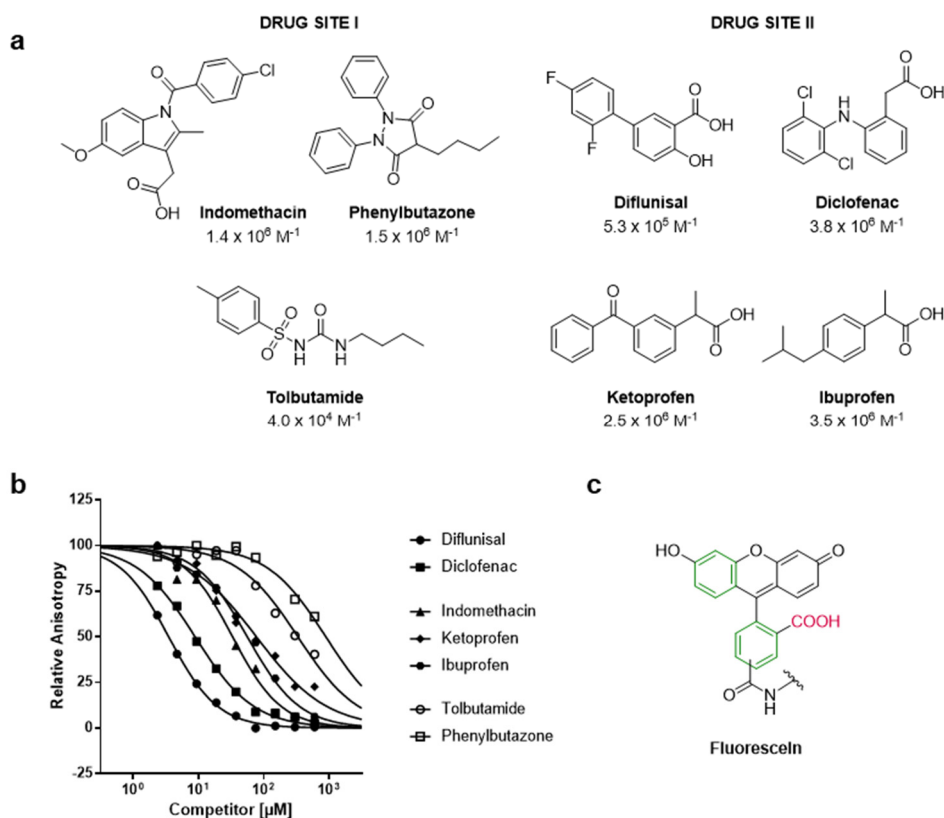 DRUG SITE I
DRUG SITE II
a
O
Cl
N
O
O
OH
Indomethacin
1.4 x 10⁶ M⁻¹
O
N
N
O
Phenylbutazone
1.5 x 10⁶ M⁻¹
F
F
O
OH
OH
Diflunisal
5.3 x 10⁵ M⁻¹
Cl
H
N
O
OH
Cl
Diclofenac
3.8 x 10⁶ M⁻¹
O
S
O
N
H
O
N
H
Tolbutamide
4.0 x 10⁴ M⁻¹
O
OH
O
Ketoprofen
2.5 x 10⁶ M⁻¹
OH
O
Ibuprofen
3.5 x 10⁶ M⁻¹
b
Relative Anisotropy
125
100
75
50
25
0
-25
10⁰
10¹
10²
10³
Competitor [µM]
Diflunisal
Diclofenac
Indomethacin
Ketoprofen
Ibuprofen
Tolbutamide
Phenylbutazone
c
HO
O
O
COOH
O
N
H
Fluorescein